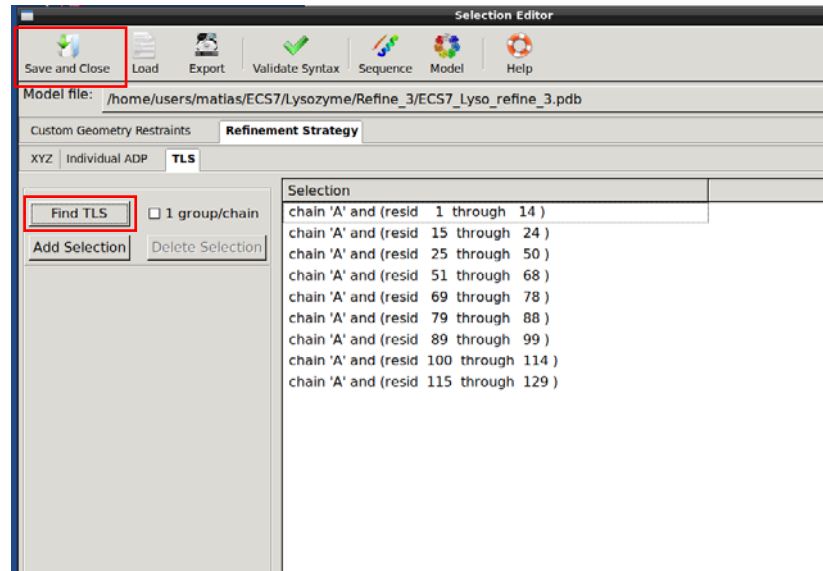 Selection Editor
Save and Close Load Export Validate Syntax Sequence Model Help
Model file: /home/users/matias/ECS7/Lysozyme/Refine_3/ECS7_Lyso_refine_3.pdb
Custom Geometry Restraints Refinement Strategy
XYZ Individual ADP TLS
Selection
Find TLS 1 group/chain
Add Selection Delete Selection
chain 'A' and (resid 1 through 14 )
chain 'A' and (resid 15 through 24 )
chain 'A' and (resid 25 through 50 )
chain 'A' and (resid 51 through 68 )
chain 'A' and (resid 69 through 78 )
chain 'A' and (resid 79 through 88 )
chain 'A' and (resid 89 through 99 )
chain 'A' and (resid 100 through 114 )
chain 'A' and (resid 115 through 129 )